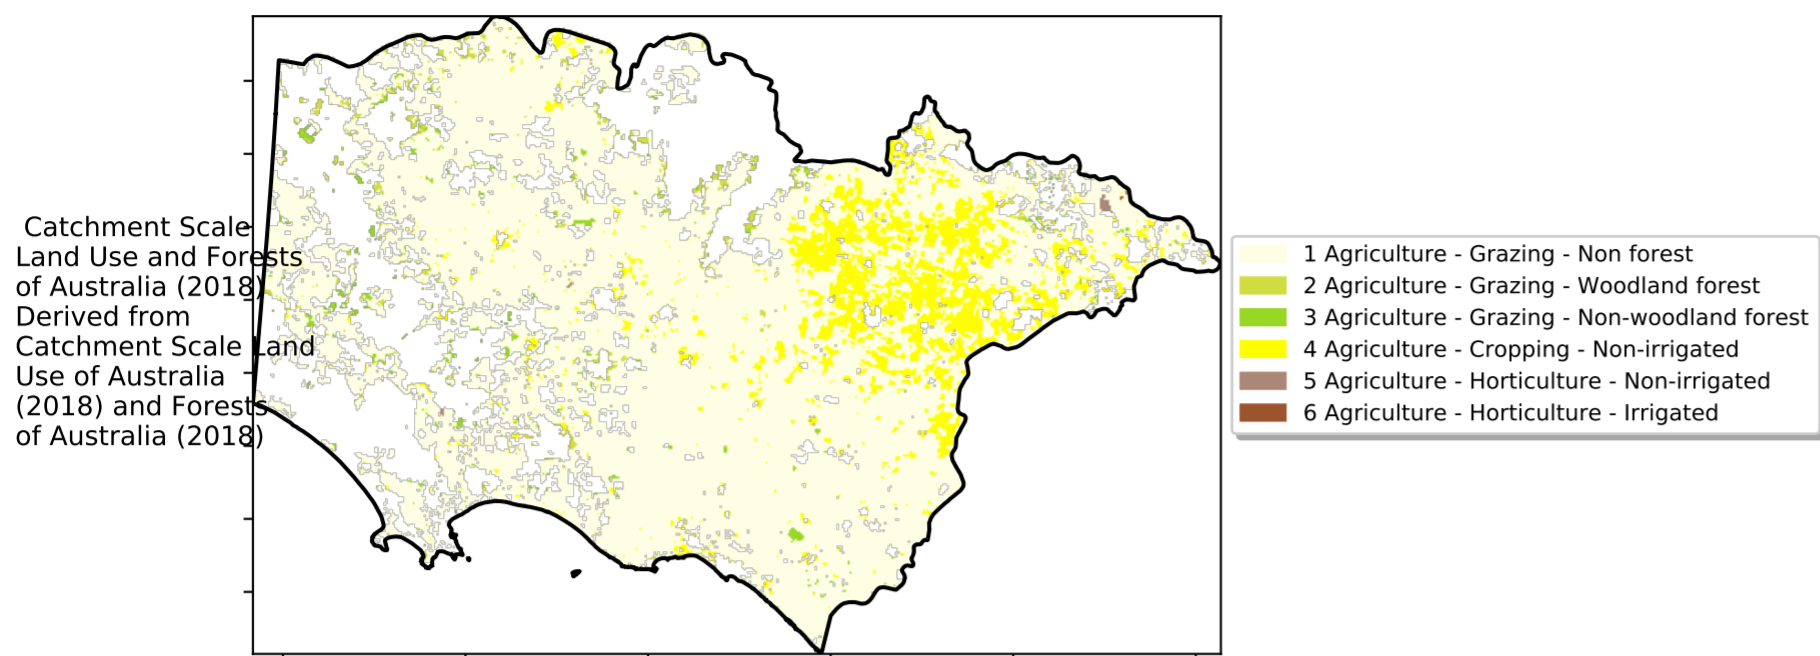 Catchment Scale
Land Use and Forests
of Australia (2018)
Derived from
Catchment Scale Land
Use of Australia
(2018) and Forests
of Australia (2018)
1 Agriculture - Grazing - Non forest
2 Agriculture - Grazing - Woodland forest
3 Agriculture - Grazing - Non-woodland forest
4 Agriculture - Cropping - Non-irrigated
5 Agriculture - Horticulture - Non-irrigated
6 Agriculture - Horticulture - Irrigated